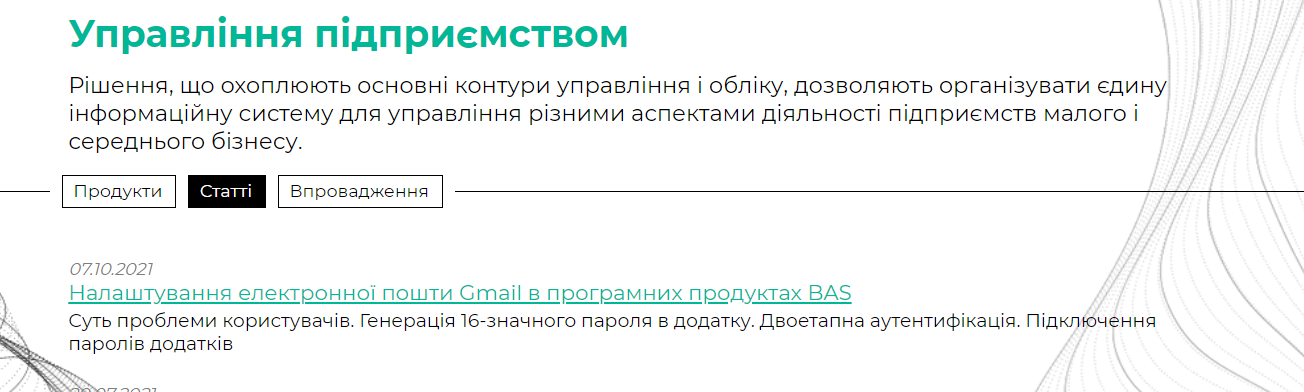 Управління підприємством
Рішення, що охоплюють основні контури управління і обліку, дозволяють організувати єдину
інформаційну систему для управління різними аспектами діяльності підприємств малого і
середнього бізнесу.
Продукти Статті Впровадження
07.10.2021
Налаштування електронної пошти Gmail в програмних продуктах BAS
Суть проблеми користувачів. Генерація 16-значного пароля в додатку. Двоетапна аутентифікація. Підключення
паролів додатків